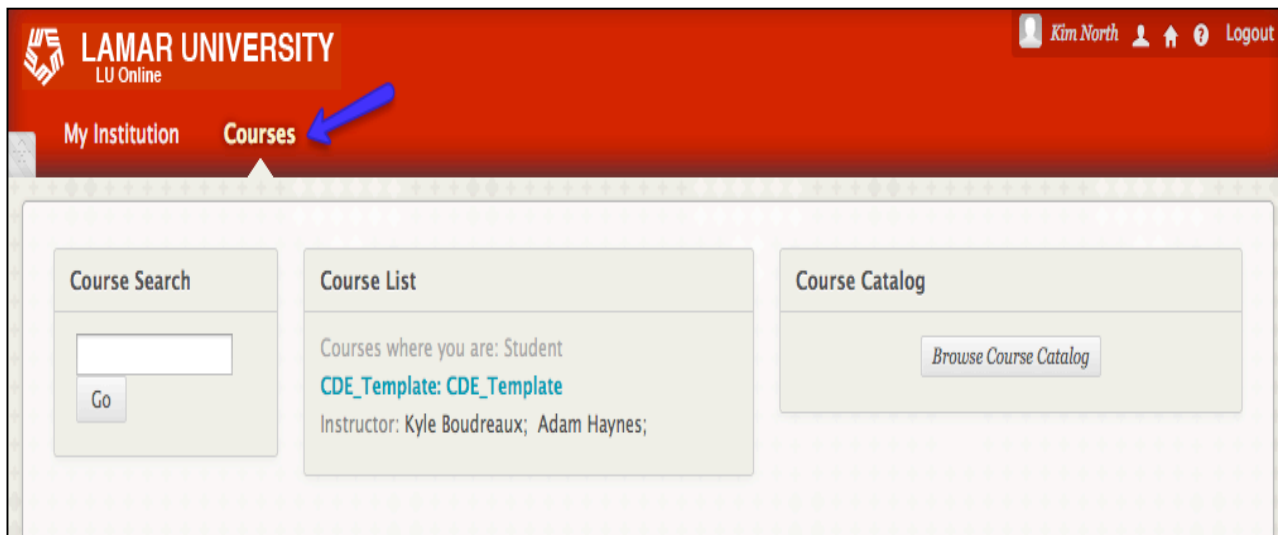 LAMAR UNIVERSITY
LU Online
Kim North
Logout
My Institution
Courses
Course Search
Go
Course List
Courses where you are: Student
CDE_Template: CDE_Template
Instructor: Kyle Boudreaux; Adam Haynes;
Course Catalog
Browse Course Catalog